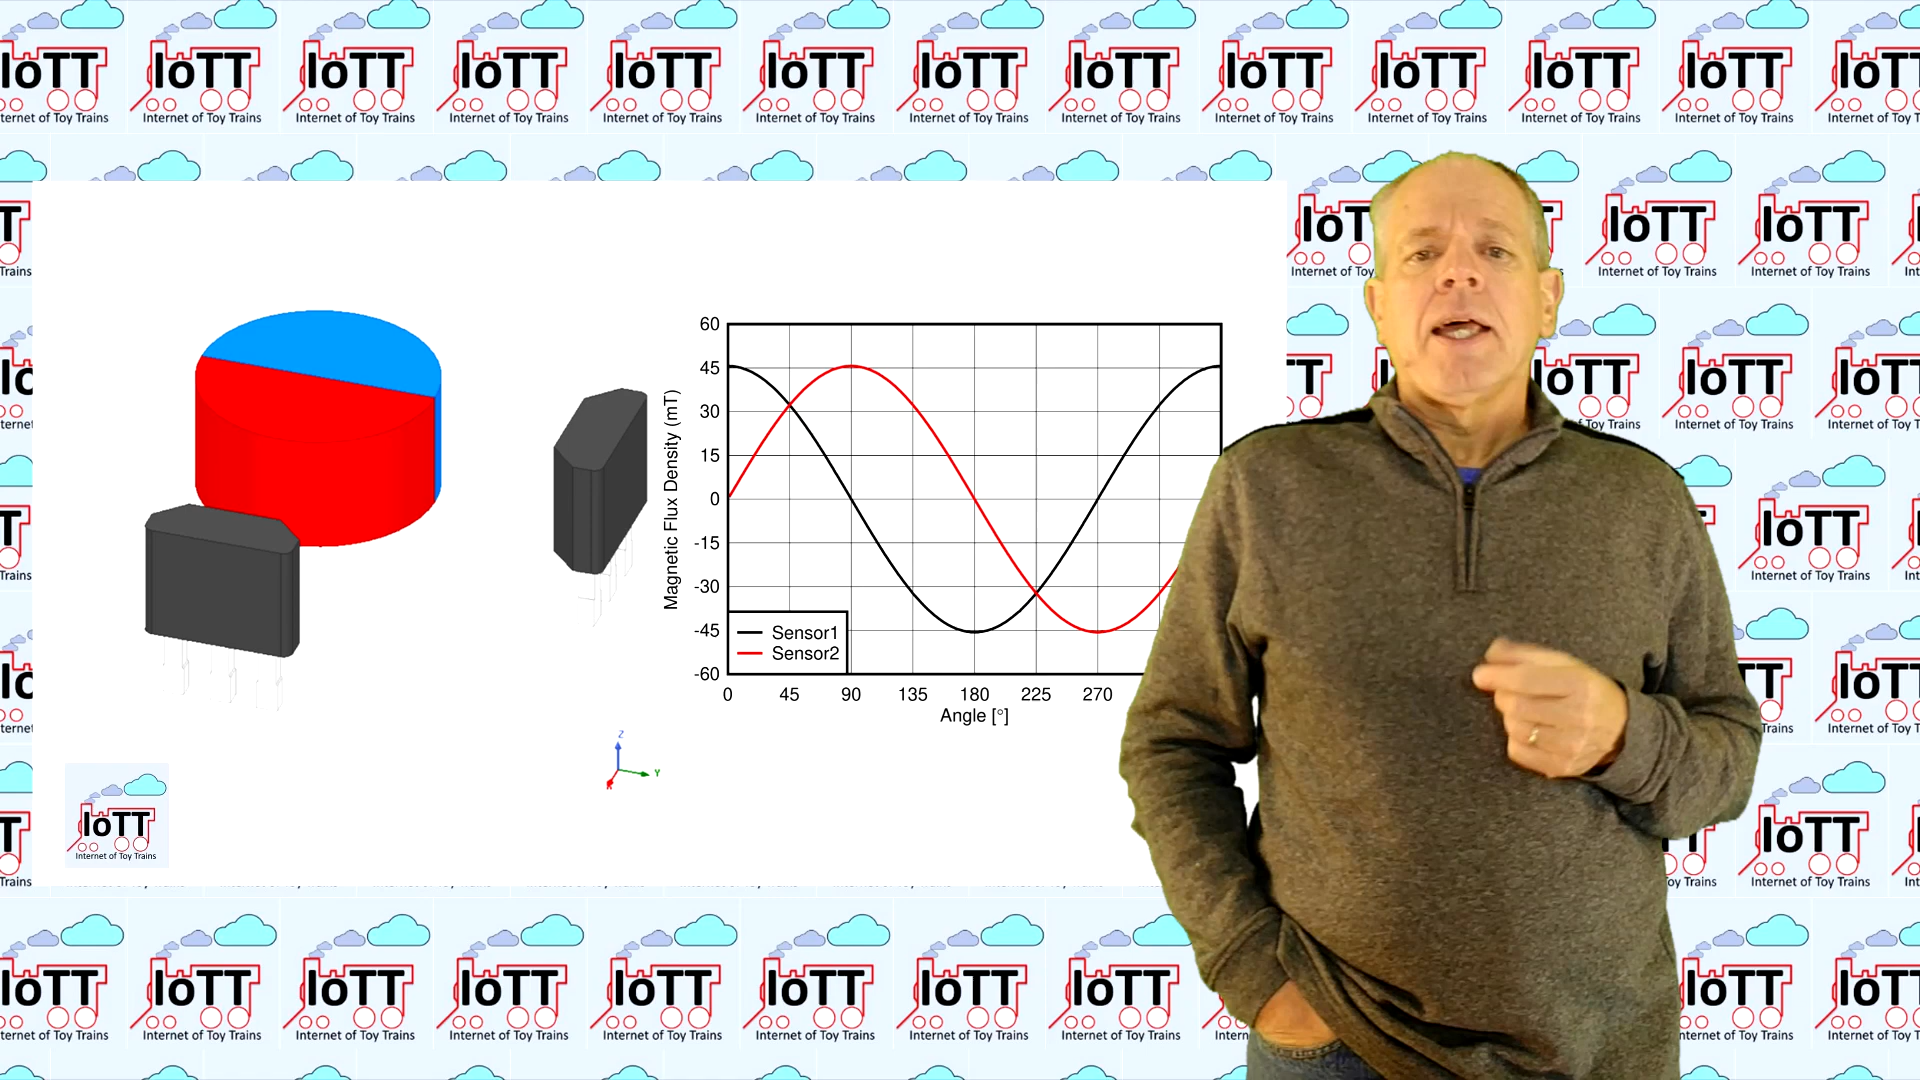 IoTT
Internet of Toy Trains
60
45
30
15
0
-15
-30
-45
-60
Magnetic Flux Density (mT)
Sensor1
Sensor2
0 45 90 135 180 225 270
Angle [°]
Z
Y
IoTT
Internet of Toy Trains